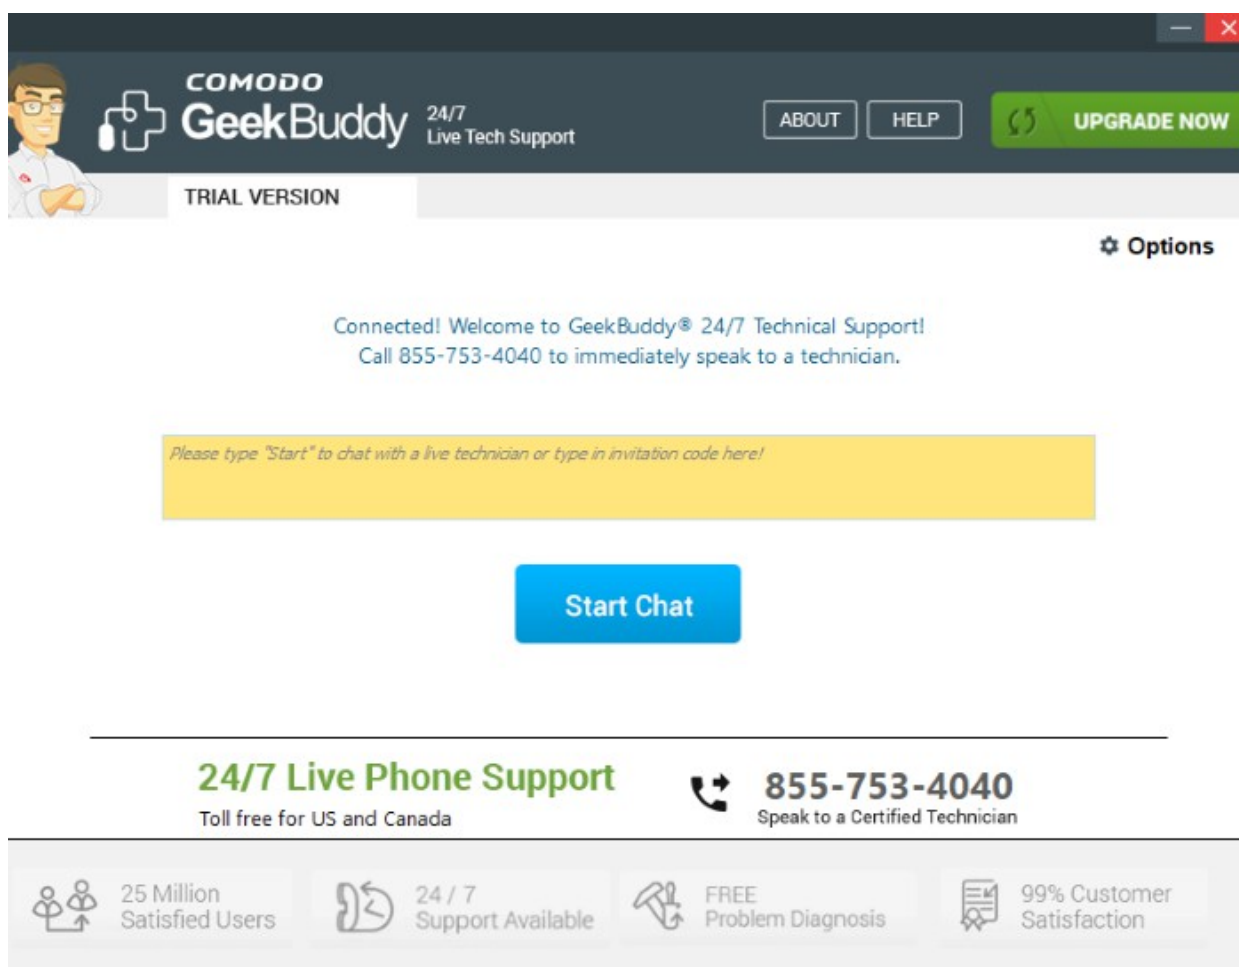 COMODO
GeekBuddy
24/7
Live Tech Support
ABOUT
HELP
UPGRADE NOW
TRIAL VERSION
Options
Connected! Welcome to GeekBuddy® 24/7 Technical Support!
Call 855-753-4040 to immediately speak to a technician.
Please type "Start" to chat with a live technician or type in invitation code here!
Start Chat
24/7 Live Phone Support
Toll free for US and Canada
855-753-4040
Speak to a Certified Technician
25 Million
Satisfied Users
24 / 7
Support Available
FREE
Problem Diagnosis
99% Customer
Satisfaction